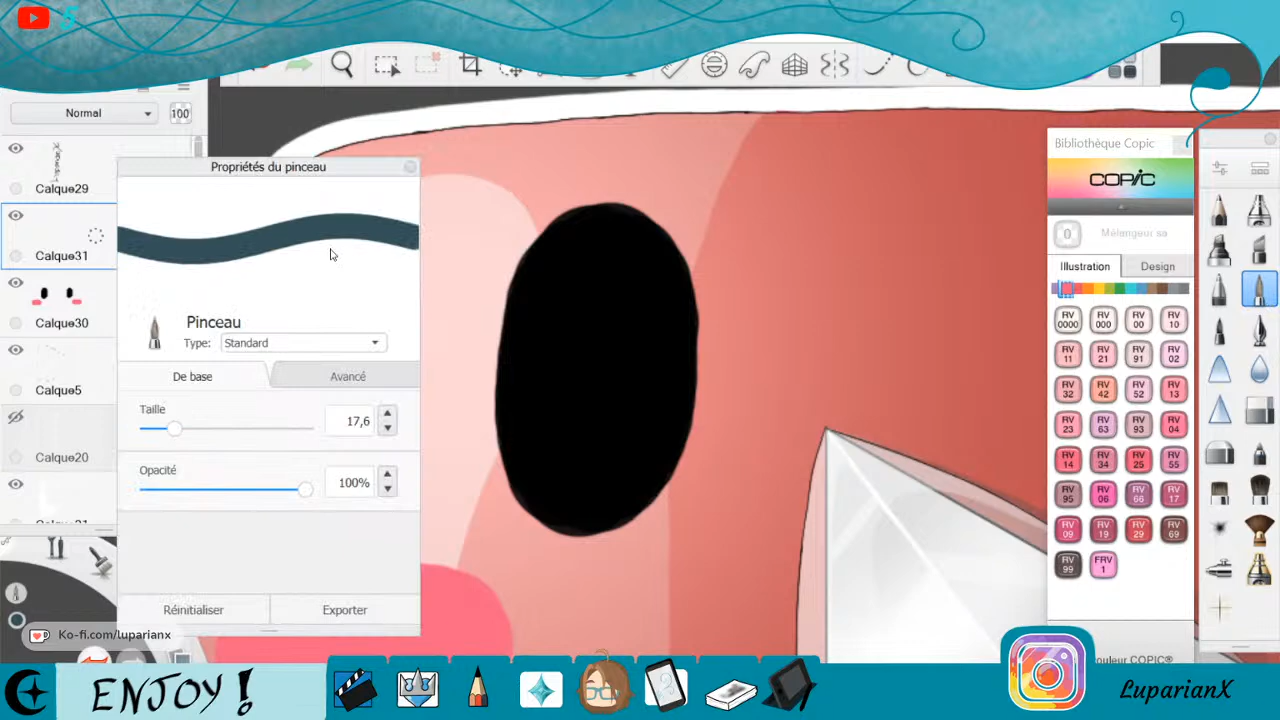 Normal
100
Calque29
Calque31
Calque30
Calque5
Calque20
Propriétés du pinceau
Pinceau
Type: Standard
De base
Avancé
Taille
17,6
Opacité
100%
Réinitialiser
Exporter
Bibliothèque Copic
COPIC
0
Mélangeur sa
Illustration
Design
RV 0000
RV 000
RV 00
RV 10
RV 11
RV 21
RV 91
RV 02
RV 32
RV 42
RV 52
RV 13
RV 23
RV 63
RV 93
RV 04
RV 14
RV 34
RV 25
RV 55
RV 95
RV 06
RV 66
RV 17
RV 09
RV 19
RV 29
RV 69
RV 99
FRV 1
ouleur COPIC®
Ko-fi.com/luparianx
ENJOY !
LuparianX